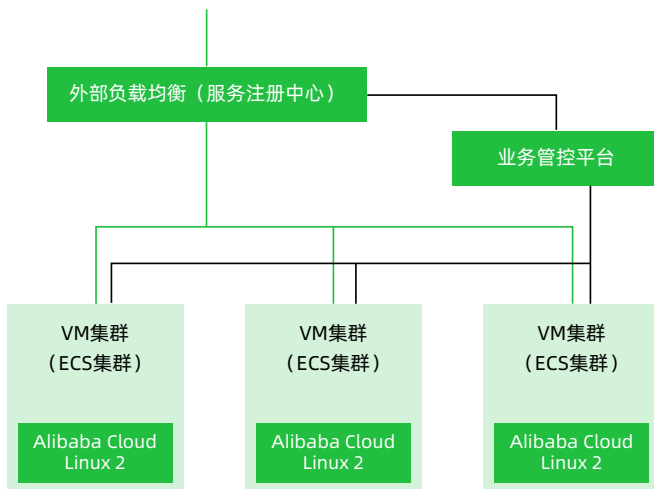 外部负载均衡（服务注册中心）
业务管控平台
VM集群
（ECS集群）
Alibaba Cloud
Linux 2
VM集群
（ECS集群）
Alibaba Cloud
Linux 2
VM集群
（ECS集群）
Alibaba Cloud
Linux 2